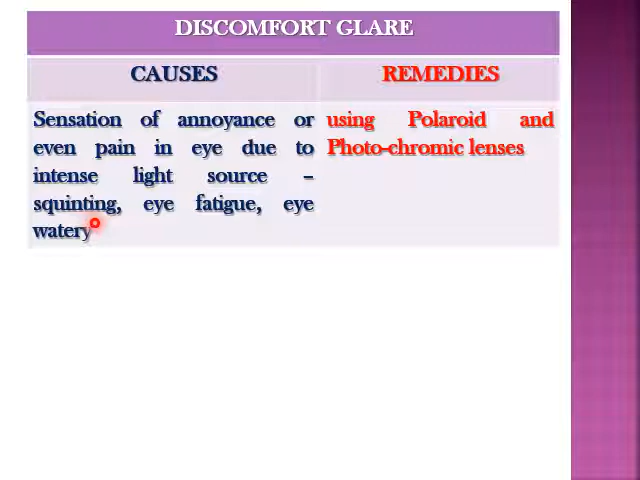 DISCOMFORT GLARE
CAUSES
REMEDIES
Sensation of annoyance or
even pain in eye due to
intense light source –
squinting, eye fatigue, eye
watery
using Polaroid and
Photo-chromic lenses